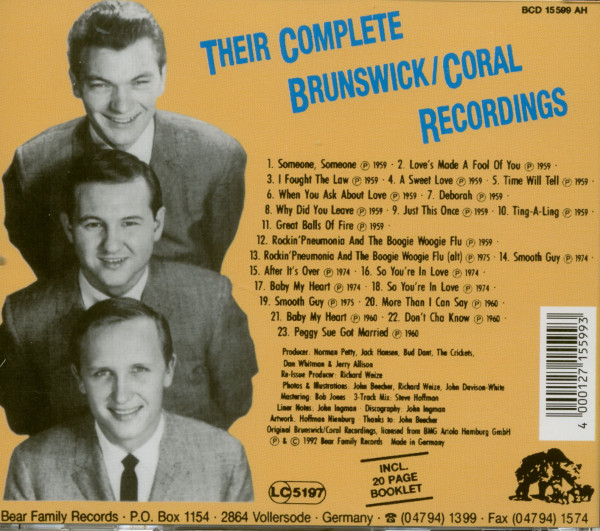 BCD 15 599 AH
THEIR COMPLETE
BRUNSWICK/CORAL
RECORDINGS
1. Someone, Someone Ⓟ 1959 · 2. Love's Made A Fool Of You Ⓟ 1959 ·
3. I Fought The Law Ⓟ 1959 · 4. A Sweet Love Ⓟ 1959 · 5. Time Will Tell Ⓟ 1959 ·
6. When You Ask About Love Ⓟ 1959 · 7. Deborah Ⓟ 1959 ·
8. Why Did You Leave Ⓟ 1959 · 9. Just This Once Ⓟ 1959 · 10. Ting-A-Ling Ⓟ 1959 ·
11. Great Balls Of Fire Ⓟ 1959 ·
12. Rockin'Pneumonia And The Boogie Woogie Flu Ⓟ 1959 ·
13. Rockin'Pneumonia And The Boogie Woogie Flu (alt) Ⓟ 1975 · 14. Smooth Guy Ⓟ 1974 ·
15. After It's Over Ⓟ 1974 · 16. So You're In Love Ⓟ 1974 ·
17. Baby My Heart Ⓟ 1974 · 18. So You're In Love Ⓟ 1974 ·
19. Smooth Guy Ⓟ 1975 · 20. More Than I Can Say Ⓟ 1960 ·
21. Baby My Heart Ⓟ 1960 · 22. Don't Cha Know Ⓟ 1960 ·
23. Peggy Sue Got Married Ⓟ 1960
Producer: Norman Petty, Jack Hansen, Bud Dant, The Crickets,
Dan Whitman & Jerry Allison
Re-Issue Producer: Richard Weize
Photos & Illustrations: John Beecher, Richard Weize, John Davison-White
Mastering: Bob Jones 3-Track Mix: Steve Hoffman
Liner Notes: John Ingman · Discography: John Ingman
Artwork: Hoffman Nienburg Thanks to: John Beecher
Original Brunswick/Coral Recordings, licensed from BMG Ariola Hamburg GmbH
Ⓟ & © 1992 Bear Family Records Made in Germany
4 000127 155993
INCL.
20 PAGE
BOOKLET
LC 5197
Bear Family Records · P.O. Box 1154 · 2864 Vollersode · Germany · ☎ (04794) 1399 · Fax (04794) 1574